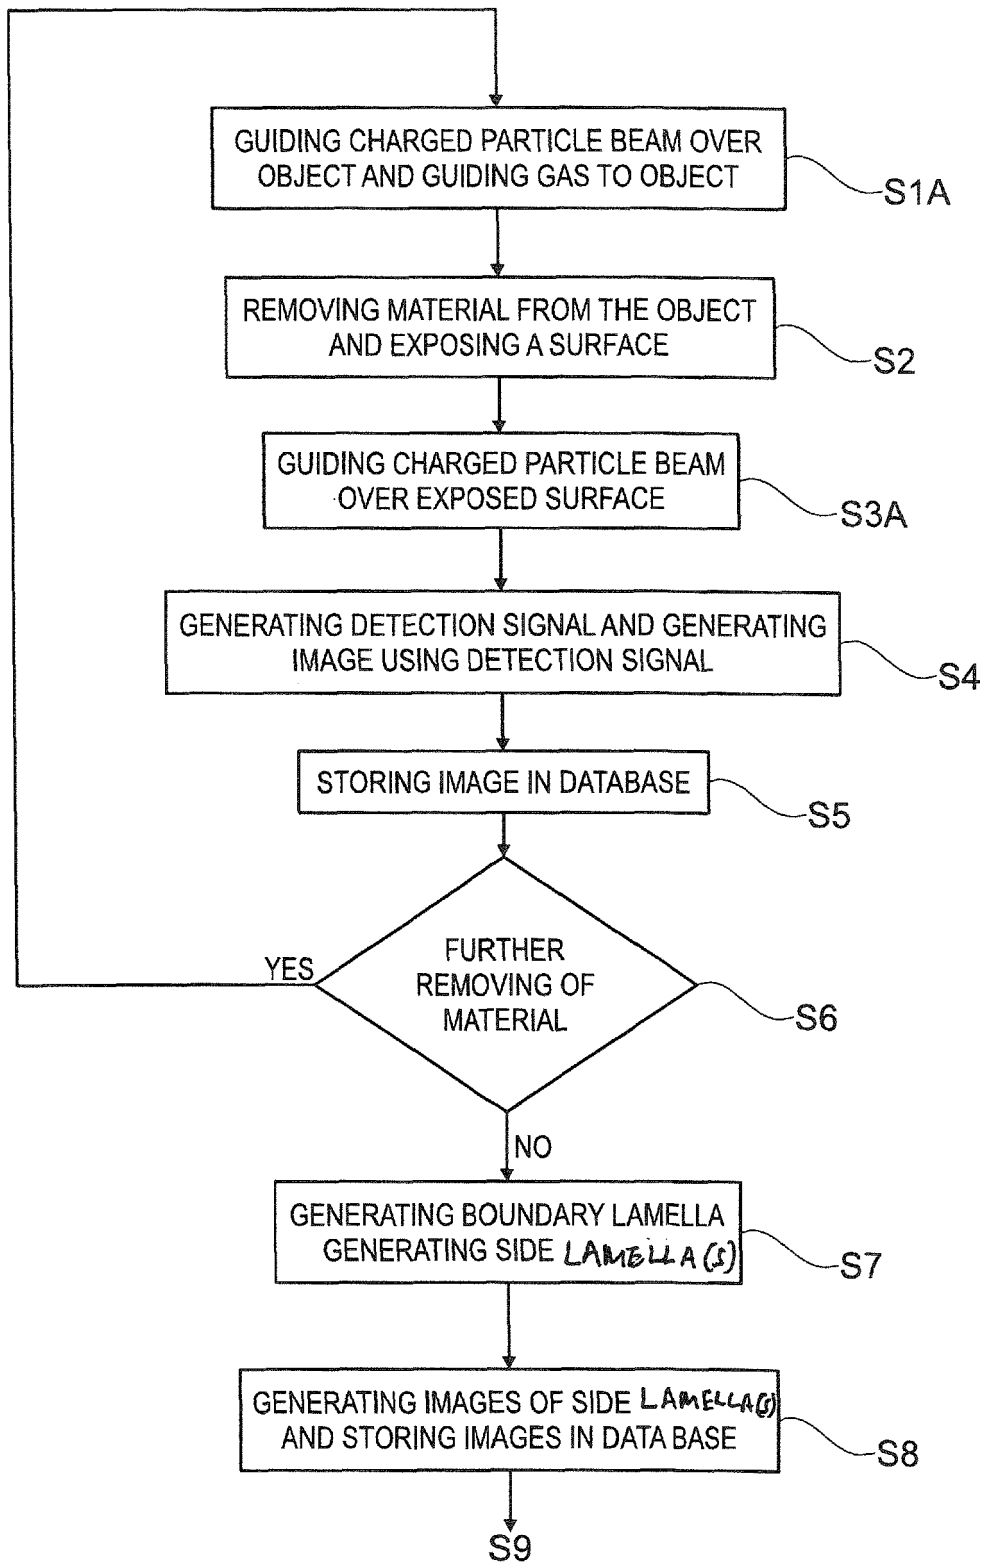 GUIDING CHARGED PARTICLE BEAM OVER
OBJECT AND GUIDING GAS TO OBJECT
S1A
REMOVING MATERIAL FROM THE OBJECT
AND EXPOSING A SURFACE
S2
GUIDING CHARGED PARTICLE BEAM
OVER EXPOSED SURFACE
S3A
GENERATING DETECTION SIGNAL AND GENERATING
IMAGE USING DETECTION SIGNAL
S4
STORING IMAGE IN DATABASE
S5
FURTHER
REMOVING OF
MATERIAL
YES
S6
NO
GENERATING BOUNDARY LAMELLA
GENERATING SIDE LAMELLA(S)
S7
GENERATING IMAGES OF SIDE LAMELLA(S)
AND STORING IMAGES IN DATA BASE
S8
S9